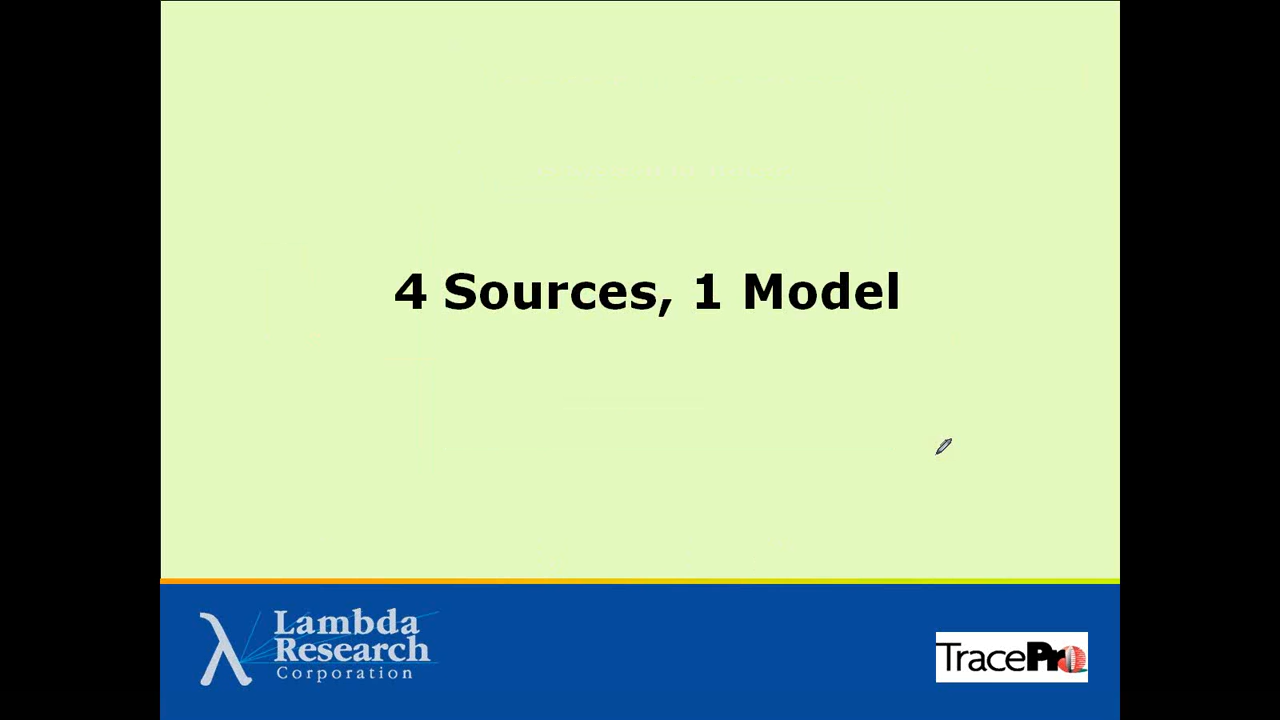 4 Sources, 1 Model
Lambda
Research
Corporation
TracePro